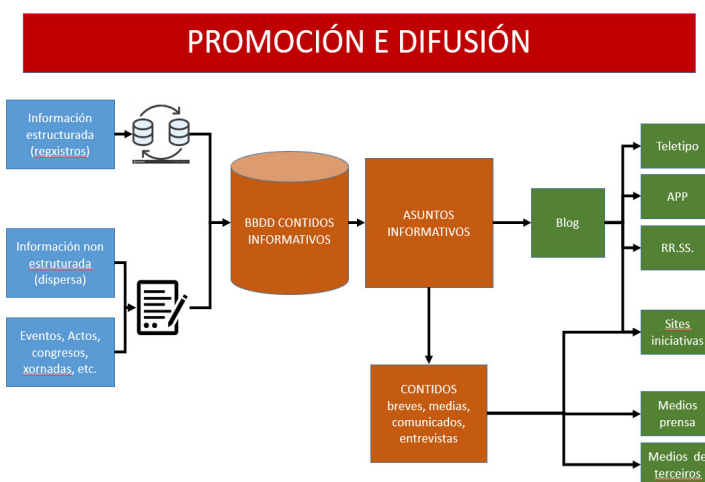 PROMOCIÓN E DIFUSIÓN
Información
estructurada
(regxistros)
Información non
estruturada
(dispersa)
Eventos, Actos,
congresos,
xornadas, etc.
BBDD CONTIDOS
INFORMATIVOS
ASUNTOS
INFORMATIVOS
CONTIDOS
breves, medias,
comunicados,
entrevistas
Blog
Teletipo
APP
RR.SS.
Sites
iniciativas
Medios
prensa
Medios de
terceiros